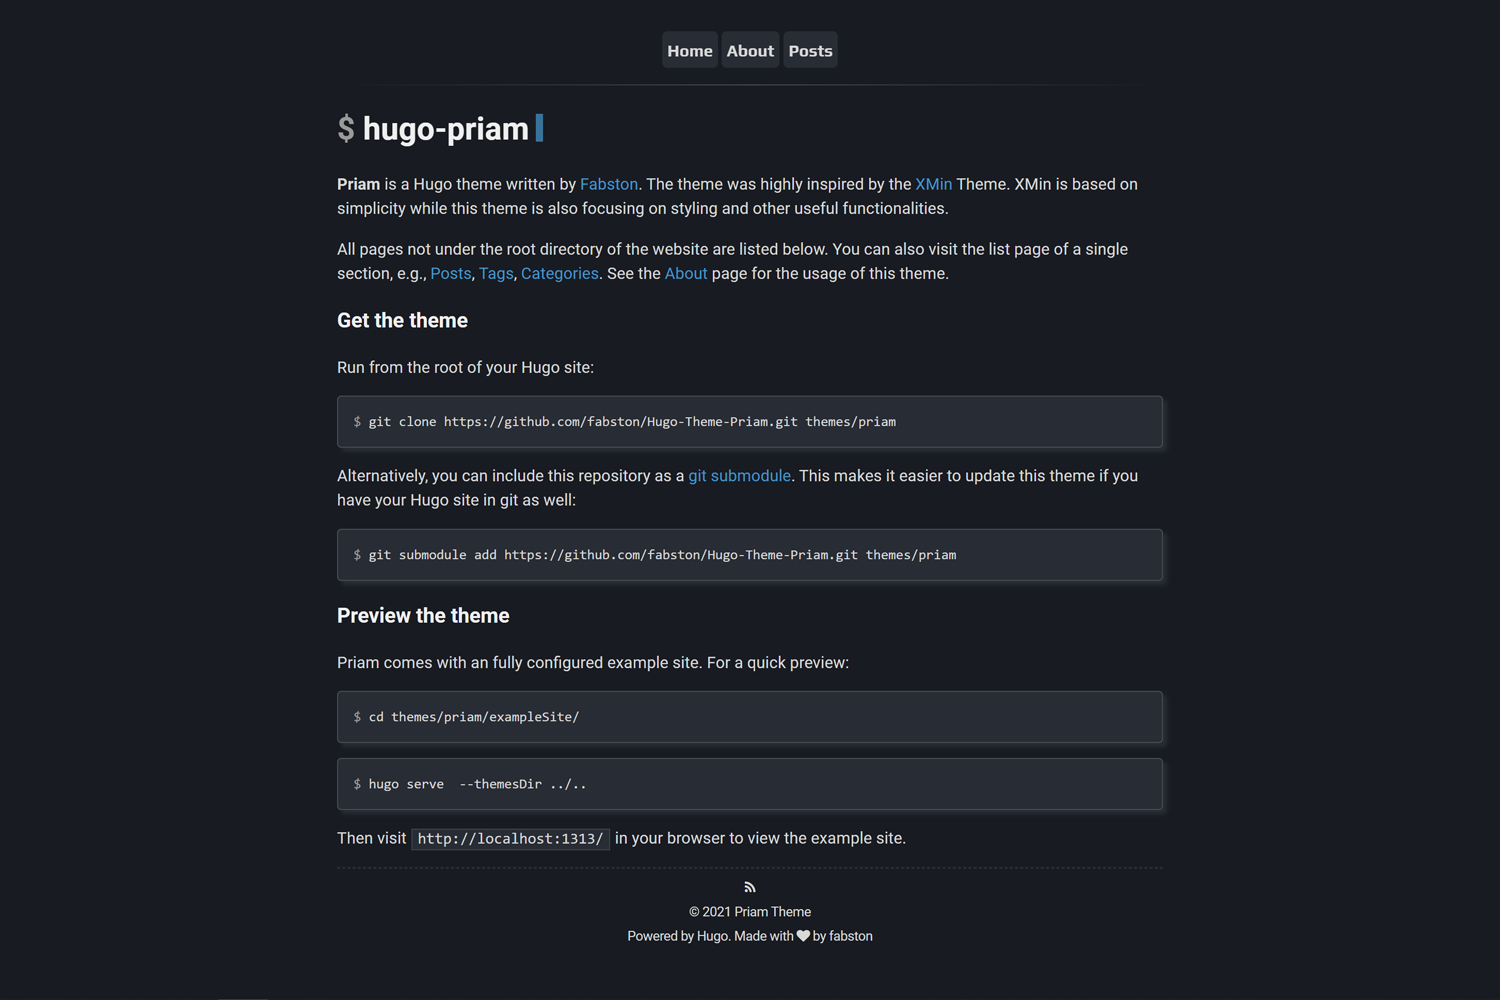 Home About Posts
$ hugo-priam
Priam is a Hugo theme written by Fabston. The theme was highly inspired by the XMin Theme. XMin is based on
simplicity while this theme is also focusing on styling and other useful functionalities.
All pages not under the root directory of the website are listed below. You can also visit the list page of a single
section, e.g., Posts, Tags, Categories. See the About page for the usage of this theme.
Get the theme
Run from the root of your Hugo site:
$ git clone https://github.com/fabston/Hugo-Theme-Priam.git themes/priam
Alternatively, you can include this repository as a git submodule. This makes it easier to update this theme if you
have your Hugo site in git as well:
$ git submodule add https://github.com/fabston/Hugo-Theme-Priam.git themes/priam
Preview the theme
Priam comes with an fully configured example site. For a quick preview:
$ cd themes/priam/exampleSite/
$ hugo serve  --themesDir ../..
Then visit http://localhost:1313/ in your browser to view the example site.
© 2021 Priam Theme
Powered by Hugo. Made with ♥ by fabston